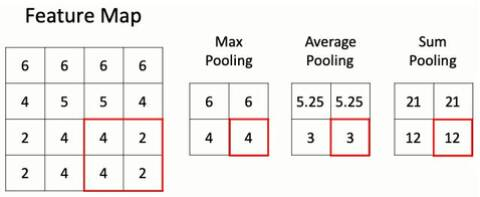 Feature Map
Max Pooling
Average Pooling
Sum Pooling
6 6 6 6
4 5 5 4
2 4 4 2
2 4 4 2
6 6
4 4
5.25 5.25
3 3
21 21
12 12